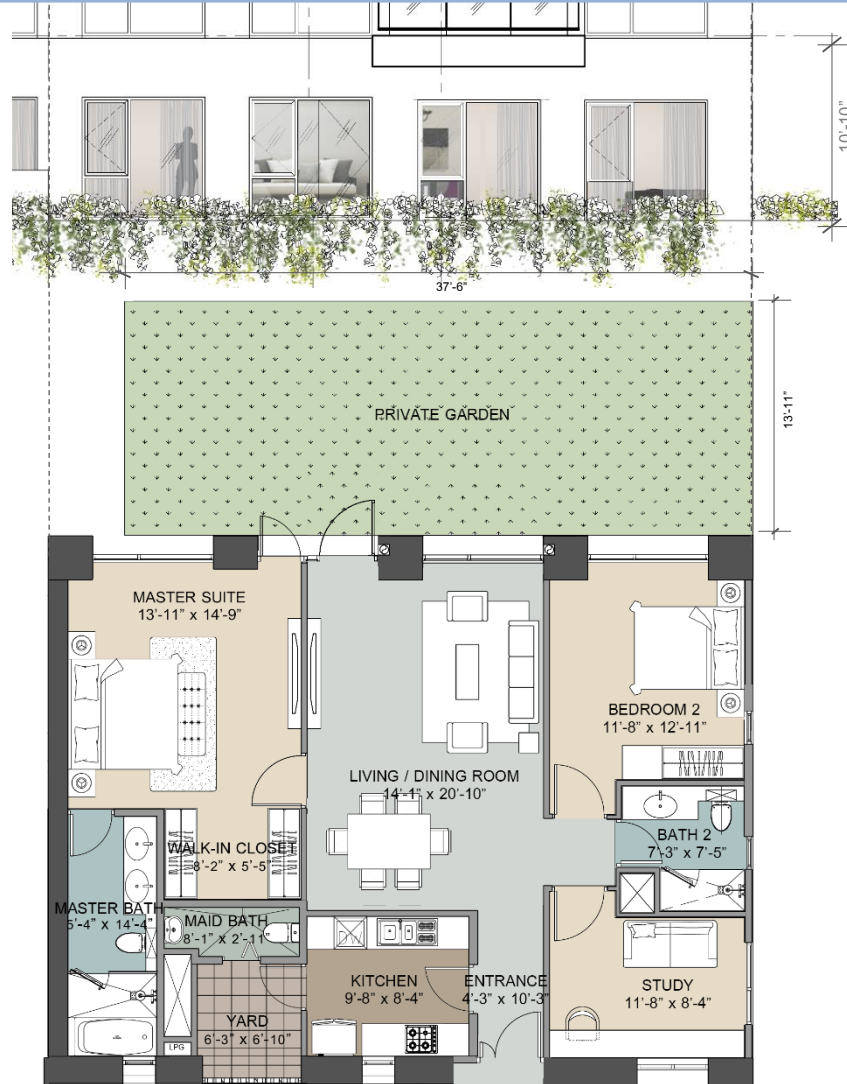 10'-10"
37'-6"
PRIVATE GARDEN
13'-11"
MASTER SUITE
13'-11" x 14'-9"
BEDROOM 2
11'-8" x 12'-11"
LIVING / DINING ROOM
14'-1" x 20'-10"
WALK-IN CLOSET
8'-2" x 5'-5"
BATH 2
7'-3" x 7'-5"
MASTER BATH
5'-4" x 14'-4"
MAID BATH
8'-1" x 2'-11"
DW
KITCHEN
9'-8" x 8'-4"
ENTRANCE
4'-3" x 10'-3"
STUDY
11'-8" x 8'-4"
YARD
6'-3" x 6'-10"
LPG